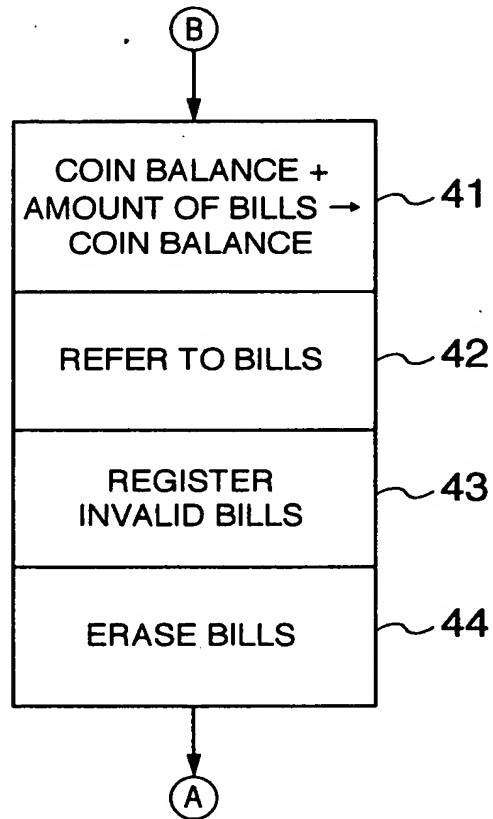 B
COIN BALANCE +
AMOUNT OF BILLS →
COIN BALANCE
41
REFER TO BILLS
42
REGISTER
INVALID BILLS
43
ERASE BILLS
44
A